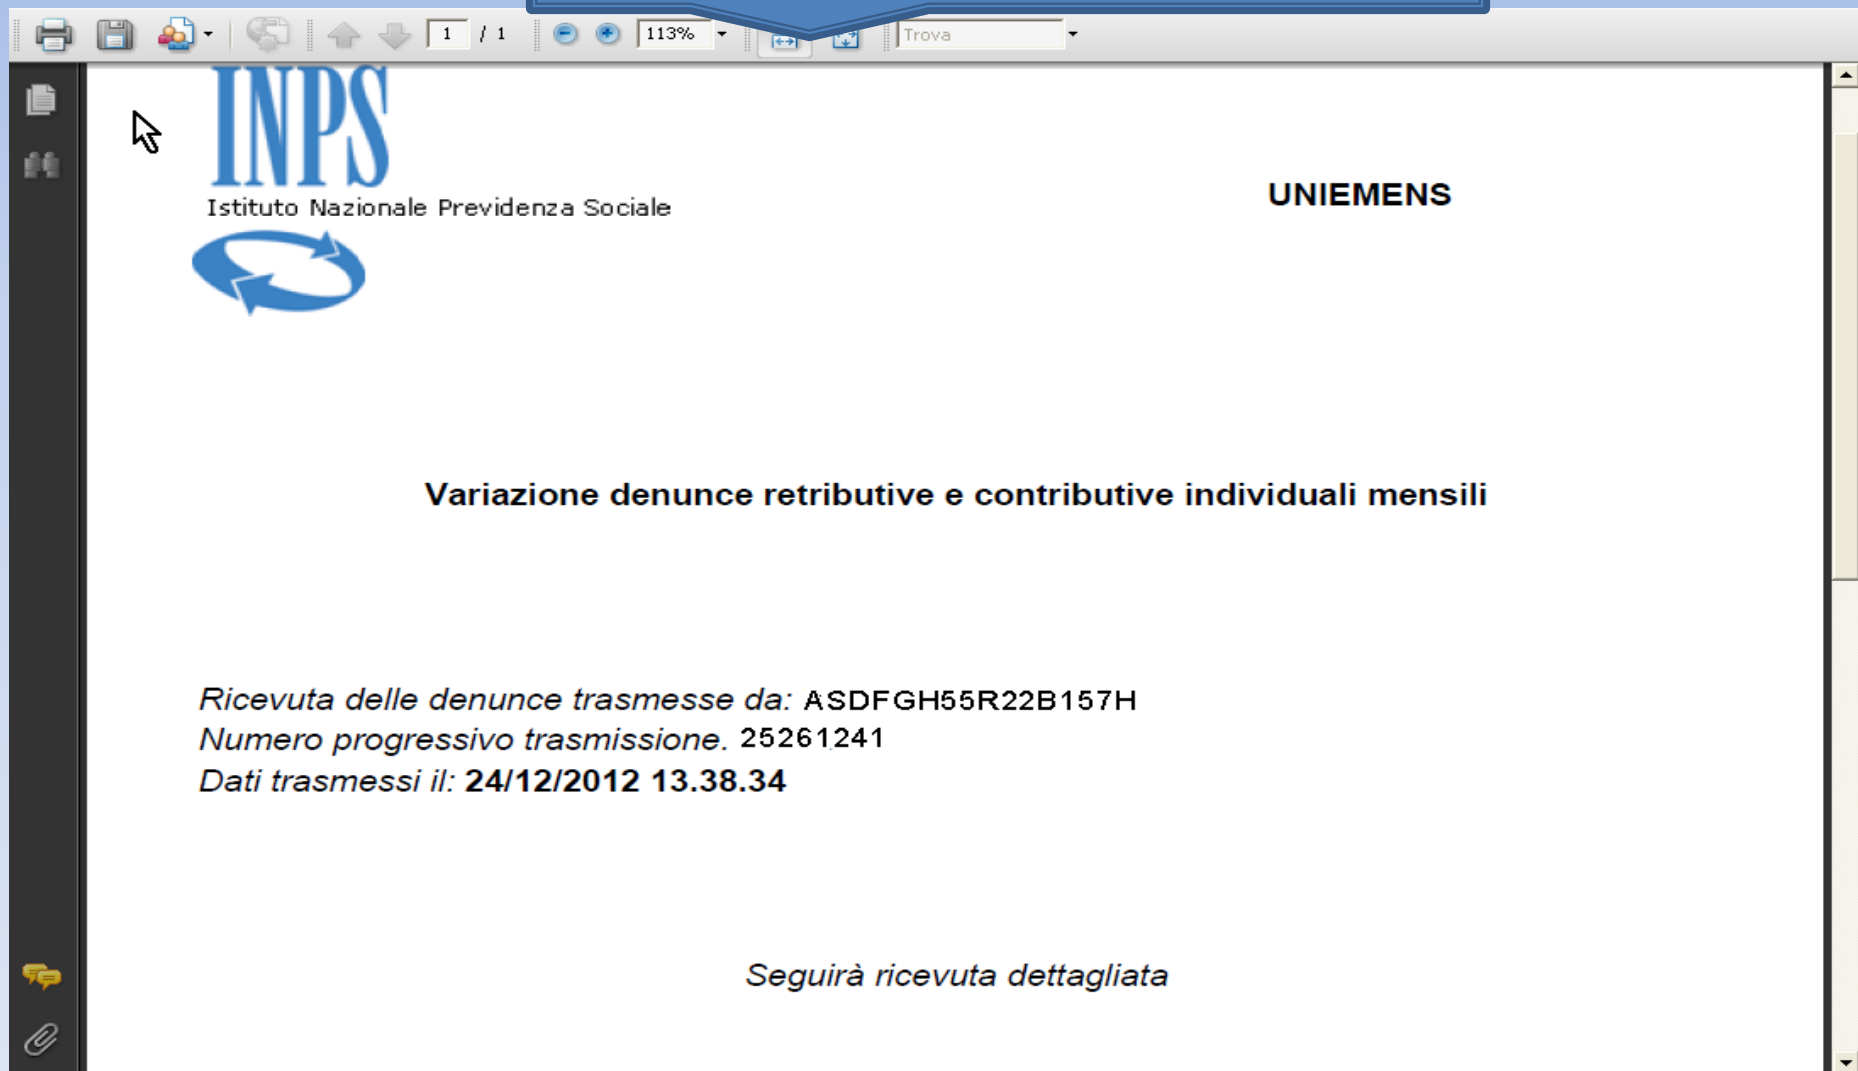 1 / 1 113% Trova
INPS
Istituto Nazionale Previdenza Sociale
UNIEMENS
Variazione denunce retributive e contributive individuali mensili
Ricevuta delle denunce trasmesse da: ASDFGH55R22B157H
Numero progressivo trasmissione. 25261241
Dati trasmessi il: 24/12/2012 13.38.34
Seguirà ricevuta dettagliata